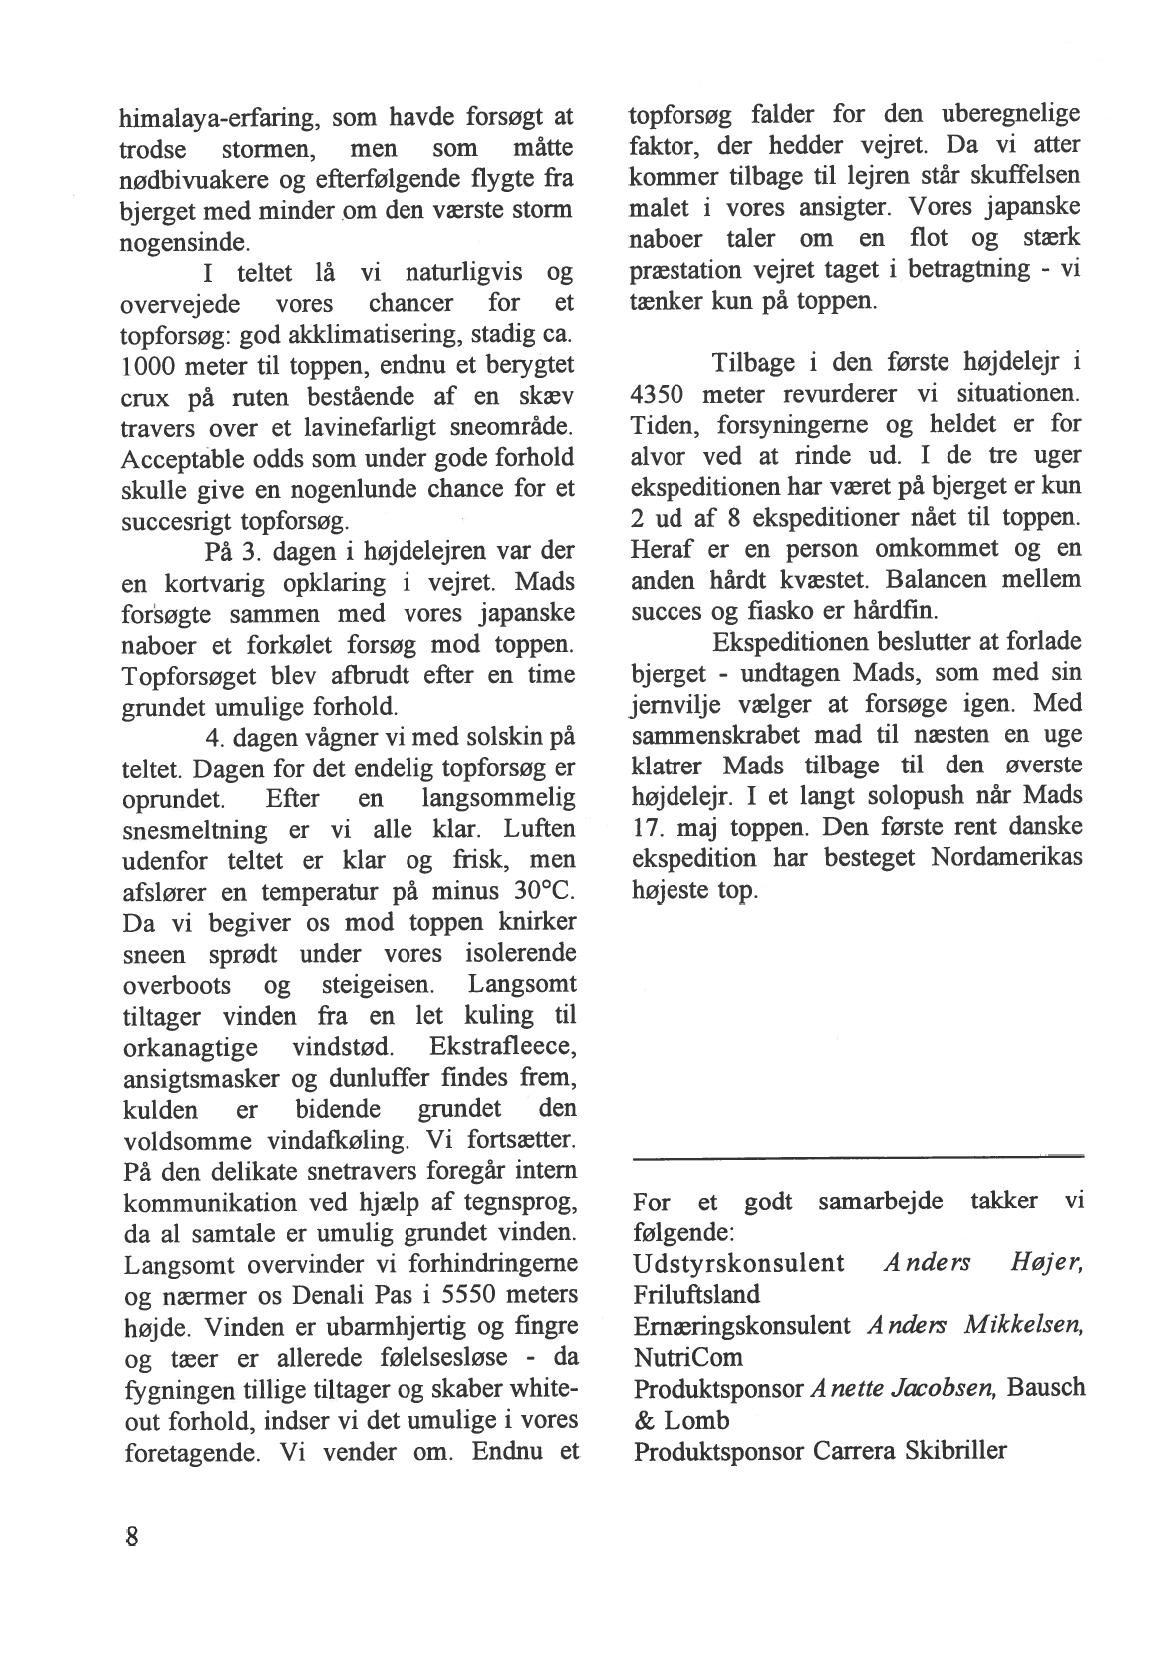 himalaya-erfaring, som havde forsøgt at
trodse stormen, men som måtte
nødbivuakere og efterfølgende flygte fra
bjerget med minder om den værste storm
nogensinde.
I teltet lå vi naturligvis og
overvejede vores chancer for et
topforsøg: god akklimatisering, stadig ca.
1000 meter til toppen, endnu et berygtet
crux på ruten bestående af en skæv
travers over et lavinefarligt sneområde.
Acceptable odds som under gode forhold
skulle give en nogenlunde chance for et
succesrigt topforsøg.
På 3. dagen i højdelejren var der
en kortvarig opklaring i vejret. Mads
forsøgte sammen med vores japanske
naboer et forkølet forsøg mod toppen.
Topforsøget blev afbrudt efter en time
grundet umulige forhold.
4. dagen vågner vi med solskin på
teltet. Dagen for det endelig topforsøg er
oprundet. Efter en langsommelig
snesmeltning er vi alle klar. Luften
udenfor teltet er klar og frisk, men
afslører en temperatur på minus 30°C.
Da vi begiver os mod toppen knirker
sneen sprødt under vores isolerende
overboots og steigeisen. Langsomt
tiltager vinden fra en let kuling til
orkanagtige vindstød. Ekstrafleece,
ansigtsmasker og dunluffer findes frem,
kulden er bidende grundet den
voldsomme vindafkøling. Vi fortsætter.
På den delikate snetravers foregår intern
kommunikation ved hjælp af tegnsprog,
da al samtale er umulig grundet vinden.
Langsomt overvinder vi forhindringerne
og nærmer os Denali Pas i 5550 meters
højde. Vinden er ubarmhjertig og fingre
og tæer er allerede følelsesløse - da
fygningen tillige tiltager og skaber white-
out forhold, indser vi det umulige i vores
foretagende. Vi vender om. Endnu et
topforsøg falder for den uberegnelige
faktor, der hedder vejret. Da vi atter
kommer tilbage til lejren står skuffelsen
malet i vores ansigter. Vores japanske
naboer taler om en flot og stærk
præstation vejret taget i betragtning - vi
tænker kun på toppen.
Tilbage i den første højdelejr i
4350 meter revurderer vi situationen.
Tiden, forsyningerne og heldet er for
alvor ved at rinde ud. I de tre uger
ekspeditionen har været på bjerget er kun
2 ud af 8 ekspeditioner nået til toppen.
Heraf er en person omkommet og en
anden hårdt kvæstet. Balancen mellem
succes og fiasko er hårdfin.
Ekspeditionen beslutter at forlade
bjerget - undtagen Mads, som med sin
jernvilje vælger at forsøge igen. Med
sammenskrabet mad til næsten en uge
klatrer Mads tilbage til den øverste
højdelejr. I et langt solopush når Mads
17. maj toppen. Den første rent danske
ekspedition har besteget Nordamerikas
højeste top.
For et godt samarbejde takker vi
følgende:
Udstyrskonsulent Anders Højer,
Friluftsland
Ernæringskonsulent Anders Mikkelsen,
NutriCom
Produktsponsor Anette Jacobsen, Bausch
& Lomb
Produktsponsor Carrera Skibriller
8